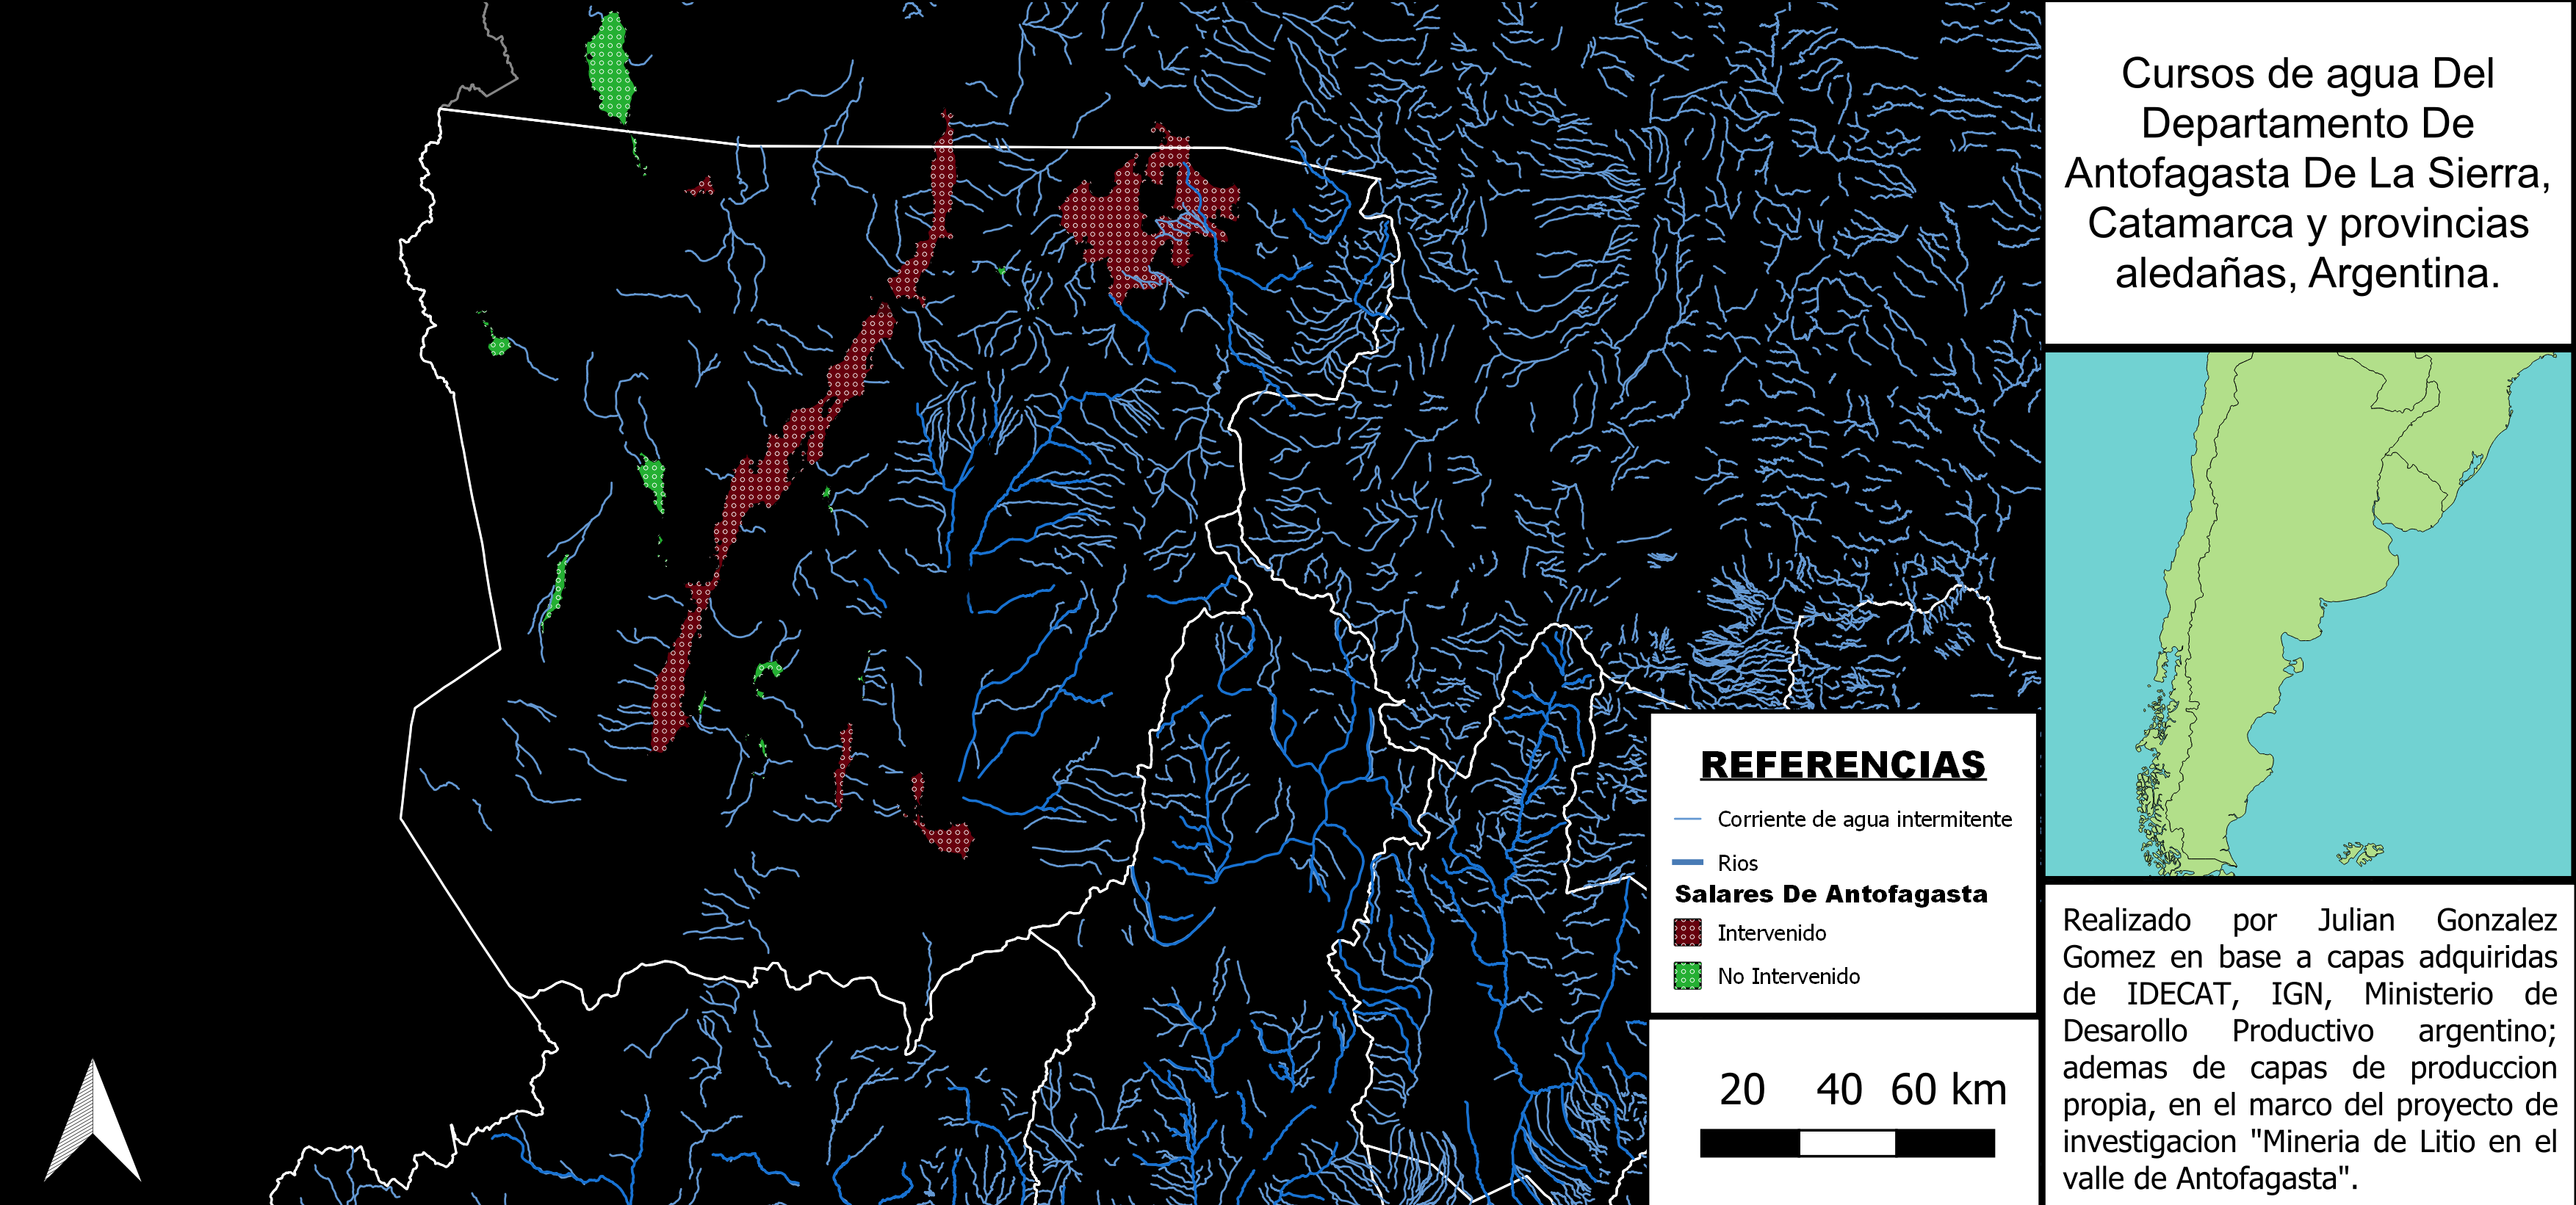 Cursos de agua Del
Departamento De
Antofagasta De La Sierra,
Catamarca y provincias
aledañas, Argentina.
REFERENCIAS
Corriente de agua intermitente
Rios
Salares De Antofagasta
Intervenido
No Intervenido
20 40 60 km
Realizado por Julian Gonzalez
Gomez en base a capas adquiridas
de IDECAT, IGN, Ministerio de
Desarollo Productivo argentino;
ademas de capas de produccion
propia, en el marco del proyecto de
investigacion "Mineria de Litio en el
valle de Antofagasta".